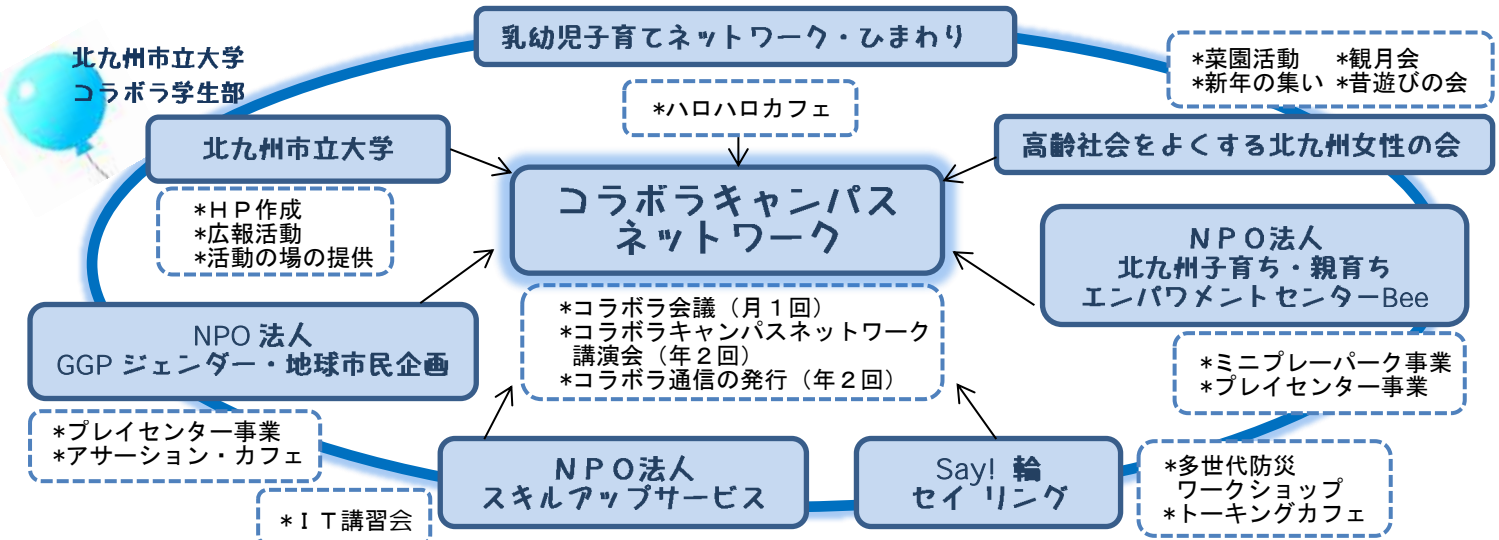 乳幼児子育てネットワーク・ひまわり
北九州市立大学
コラボラ学生部
*菜園活動 *観月会
*新年の集い *昔遊びの会
*ハロハロカフェ
北九州市立大学
高齢社会をよくする北九州女性の会
コラボラキャンパス
ネットワーク
*ＨＰ作成
*広報活動
*活動の場の提供
ＮＰＯ法人
北九州子育ち・親育ち
エンパワメントセンターBee
*コラボラ会議（月１回）
*コラボラキャンパスネットワーク
講演会（年２回）
*コラボラ通信の発行（年２回）
NPO 法人
GGP ジェンダー・地球市民企画
*ミニプレーパーク事業
*プレイセンター事業
*プレイセンター事業
*アサーション・カフェ
ＮＰＯ法人
スキルアップサービス
Say! 輪
セイ リング
*多世代防災
ワークショップ
*トーキングカフェ
*ＩＴ講習会